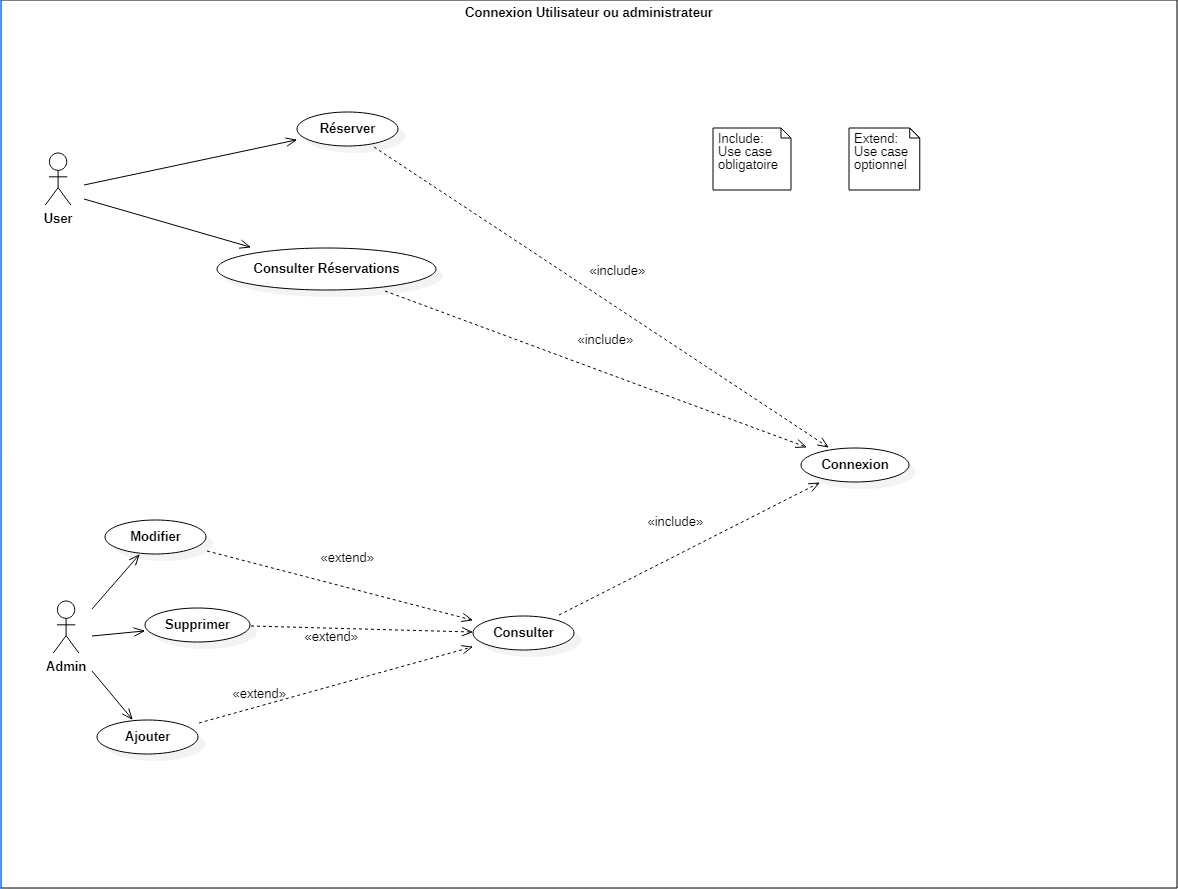 Connexion Utilisateur ou administrateur
Réserver
Include:
Use case
obligatoire
Extend:
Use case
optionnel
User
Consulter Réservations
«include»
«include»
Connexion
«include»
Modifier
«extend»
Supprimer
«extend»
Consulter
Admin
«extend»
Ajouter